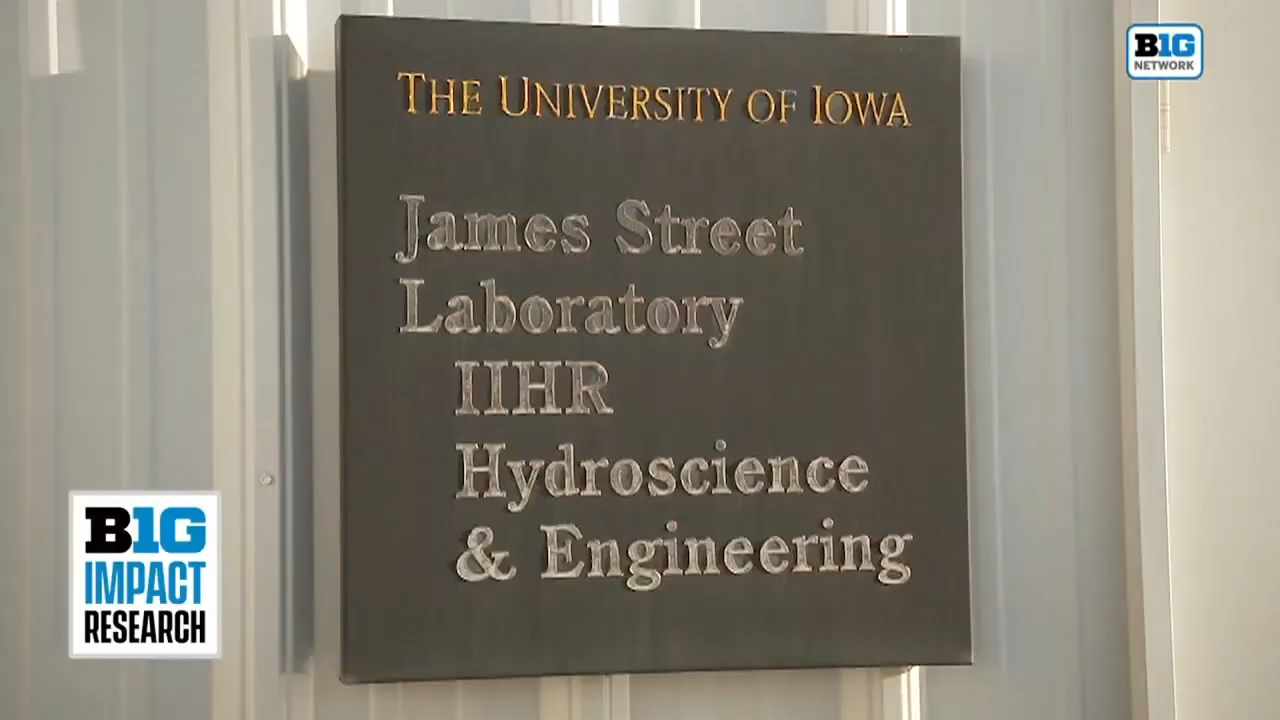 THE UNIVERSITY OF IOWA
James Street
Laboratory
IIHR
Hydroscience
& Engineering
B1G
NETWORK
B1G
IMPACT
RESEARCH